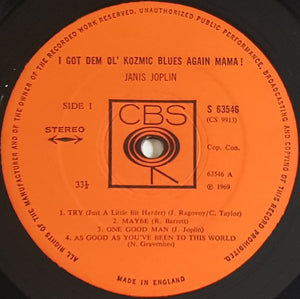 ALL RIGHTS OF THE MANUFACTURER AND OF THE OWNER OF THE RECORDED WORK RESERVED. UNAUTHORISED PUBLIC PERFORMANCE, BROADCASTING AND COPYING OF THIS RECORD PROHIBITED.
I GOT DEM OL' KOZMIC BLUES AGAIN MAMA!
JANIS JOPLIN
SIDE 1
CBS
S 63546
(CS 9913)
STEREO
Cop. Con.
33⅓
63546 A
℗ 1969
1. TRY (Just A Little Bit Harder) (J. Ragovoy/C. Taylor)
2. MAYBE (R. Barrett)
3. ONE GOOD MAN (J. Joplin)
4. AS GOOD AS YOU'VE BEEN TO THIS WORLD
(N. Gravenites)
MADE IN ENGLAND